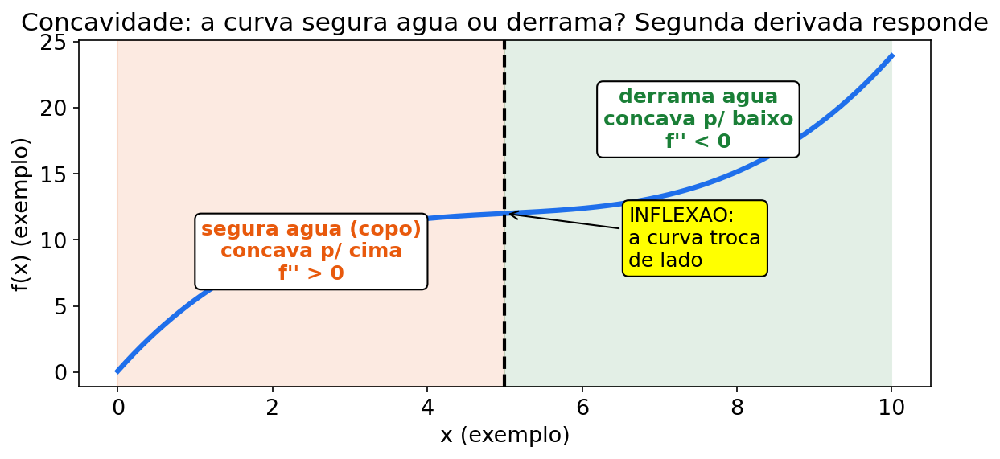 Concavidade: a curva segura agua ou derrama? Segunda derivada responde
25
20
15
10
5
0
f(x) (exemplo)
derrama agua
concava p/ baixo
f'' < 0
segura agua (copo)
concava p/ cima
f'' > 0
INFLEXAO:
a curva troca
de lado
0
2
4
6
8
10
x (exemplo)